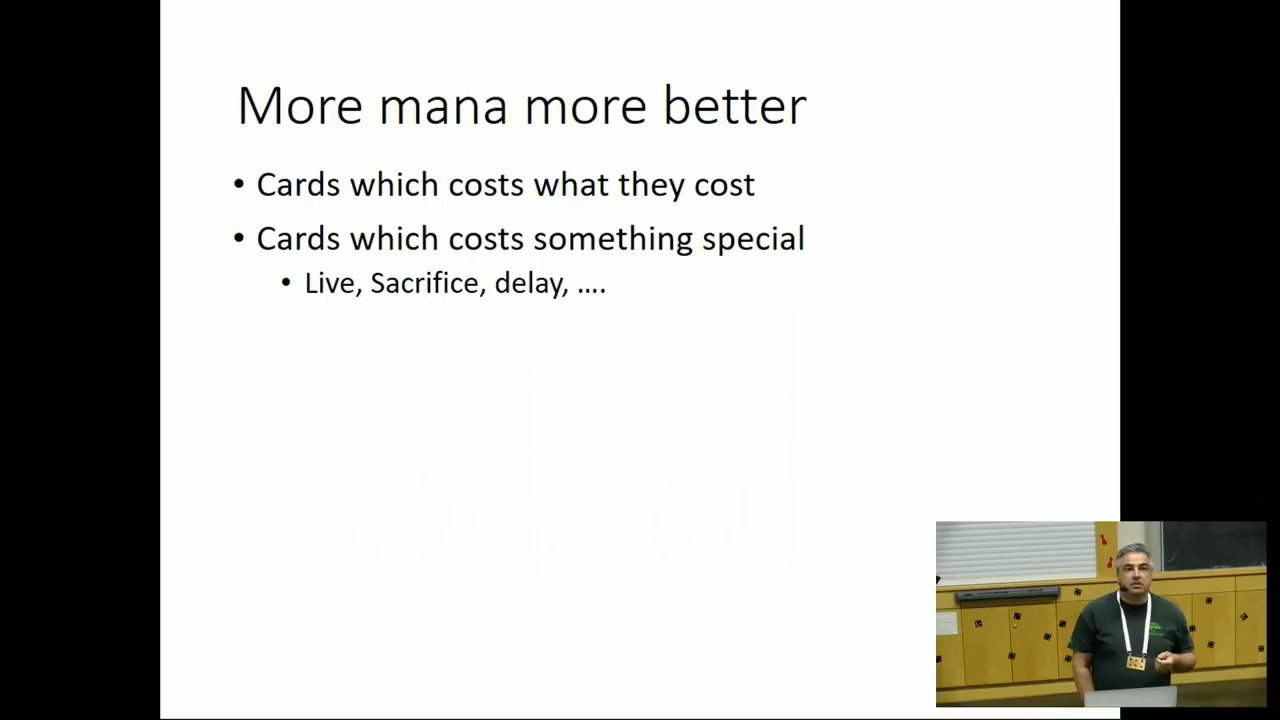 More mana more better
• Cards which costs what they cost
• Cards which costs something special
• Live, Sacrifice, delay, ....